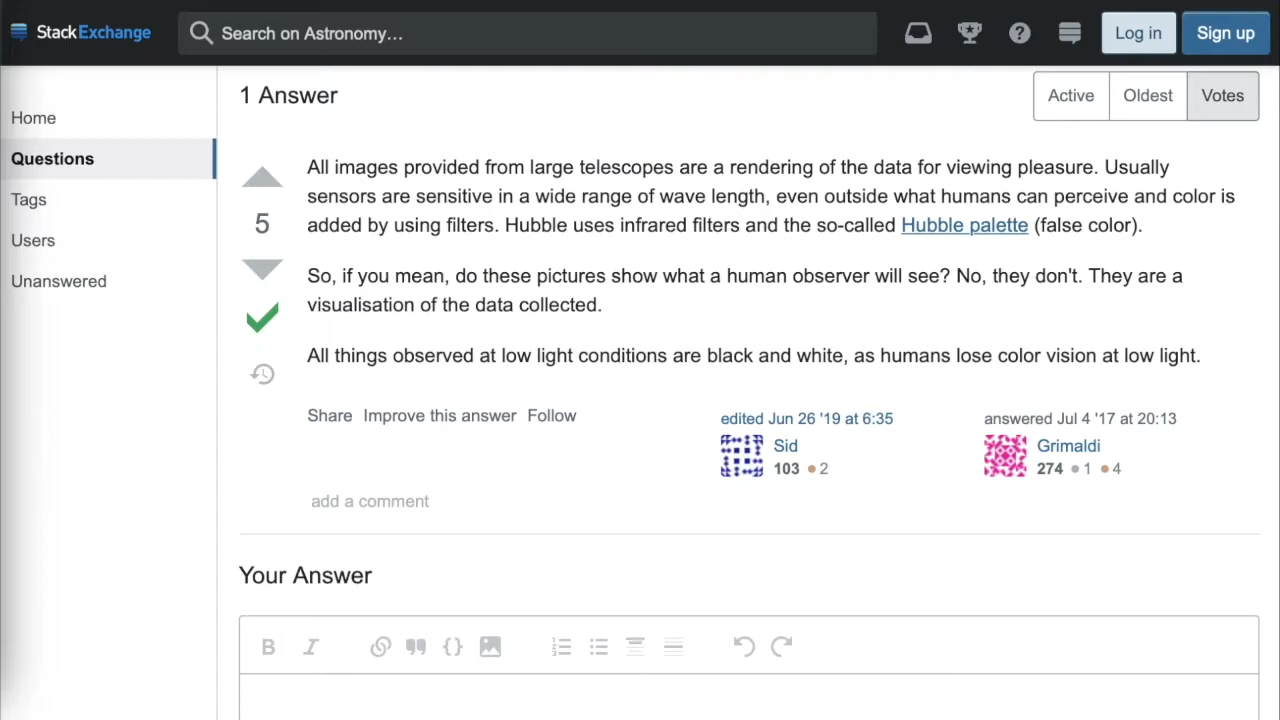 StackExchange
Search on Astronomy...
Log in
Sign up
Home
Questions
Tags
Users
Unanswered
1 Answer
Active
Oldest
Votes
5
All images provided from large telescopes are a rendering of the data for viewing pleasure. Usually
sensors are sensitive in a wide range of wave length, even outside what humans can perceive and color is
added by using filters. Hubble uses infrared filters and the so-called Hubble palette (false color).
So, if you mean, do these pictures show what a human observer will see? No, they don't. They are a
visualisation of the data collected.
All things observed at low light conditions are black and white, as humans lose color vision at low light.
Share Improve this answer Follow
edited Jun 26 '19 at 6:35
Sid
103 ● 2
answered Jul 4 '17 at 20:13
Grimaldi
274 ● 1 ● 4
add a comment
Your Answer
B I